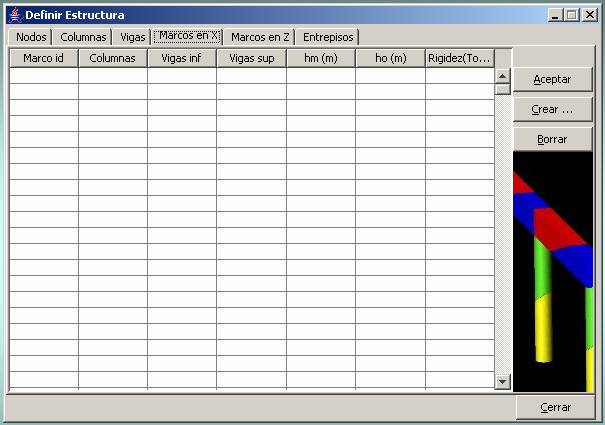 Definir Estructura
Nodos Columnas Vigas Marcos en X Marcos en Z Entrepisos
Marco id Columnas Vigas inf Vigas sup hm (m) ho (m) Rigidez(To...
Aceptar
Crear ...
Borrar
Cerrar